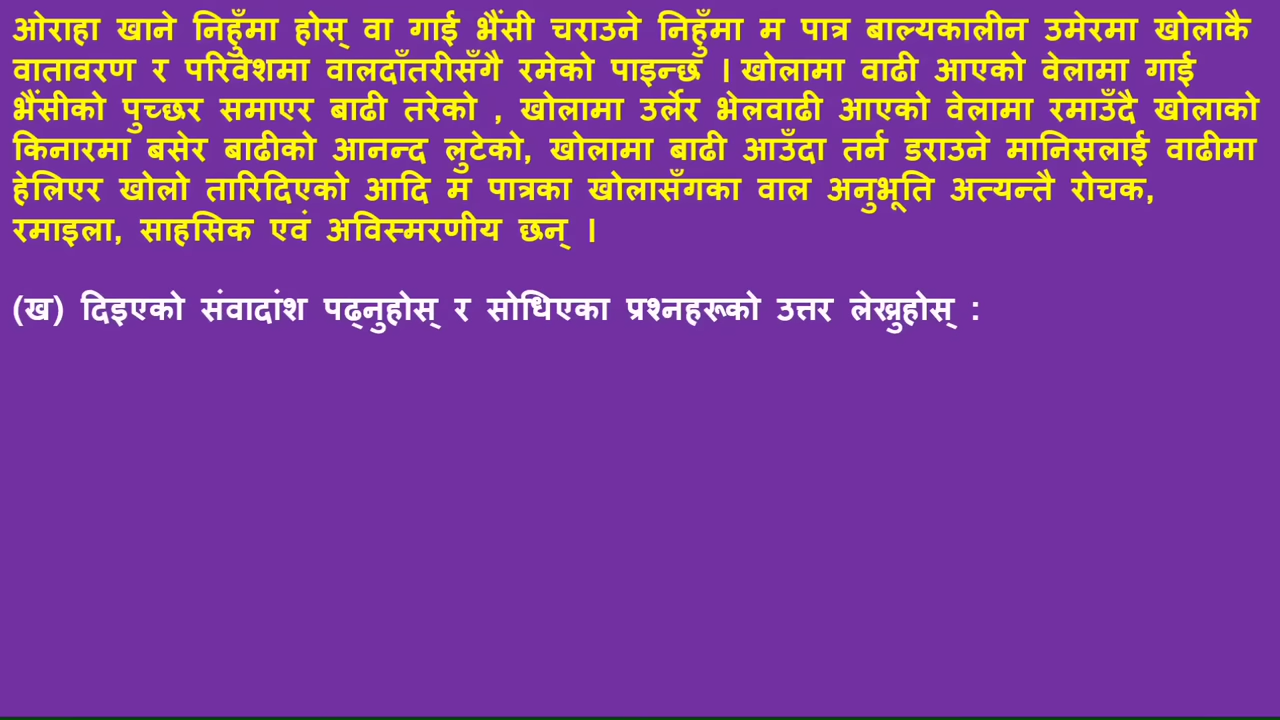 ओराहा खाने निहुँमा होस् वा गाई भैंसी चराउने निहुँमा म पात्र बाल्यकालीन उमेरमा खोलाकै
वातावरण र परिवेशमा वालदौँतरीसँगै रमेको पाइन्छ । खोलामा वाढी आएको वेलामा गाई
भैंसीको पुच्छर समाएर बाढी तरेको , खोलामा उर्लेर भेलवाढी आएको वेलामा रमाउँदै खोलाको
किनारमा बसेर बाढीको आनन्द लुटेको, खोलामा बाढी आउँदा तर्न डराउने मानिसलाई वाढीमा
हेलिएर खोलो तारिदिएको आदि म पात्रका खोलासँगका वाल अनुभूति अत्यन्तै रोचक,
रमाइला, साहसिक एवं अविस्मरणीय छन् ।
(ख) दिइएको संवादांश पढ्नुहोस् र सोधिएका प्रश्नहरूको उत्तर लेख्नुहोस् :